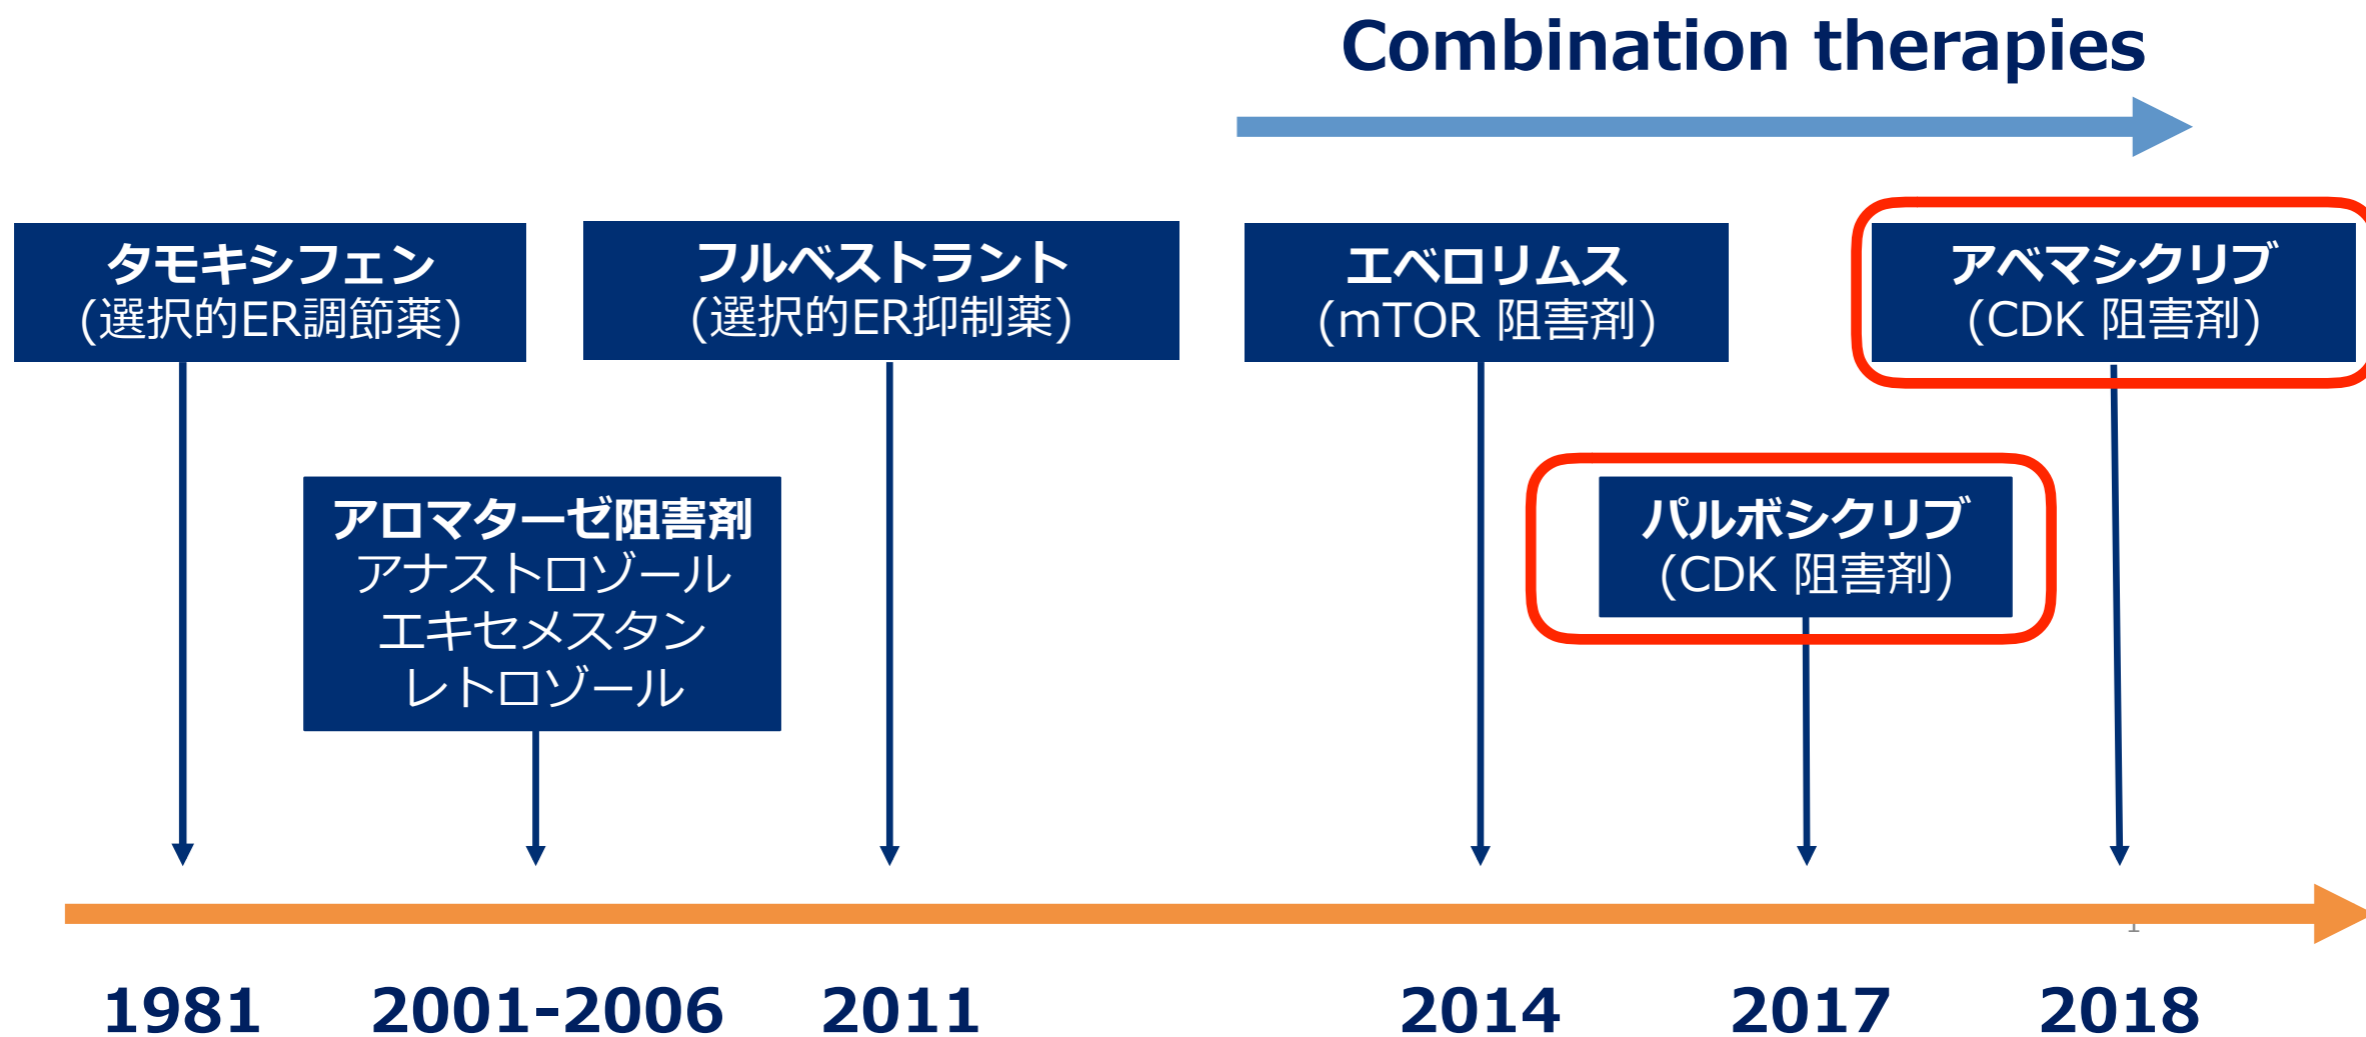 Combination therapies
タモキシフェン
(選択的ER調節薬)
フルベストラント
(選択的ER抑制薬)
エベロリムス
(mTOR 阻害剤)
アベマシクリブ
(CDK 阻害剤)
アロマターゼ阻害剤
アナストロゾール
エキセメスタン
レトロゾール
パルボシクリブ
(CDK 阻害剤)
1981
2001-2006
2011
2014
2017
2018